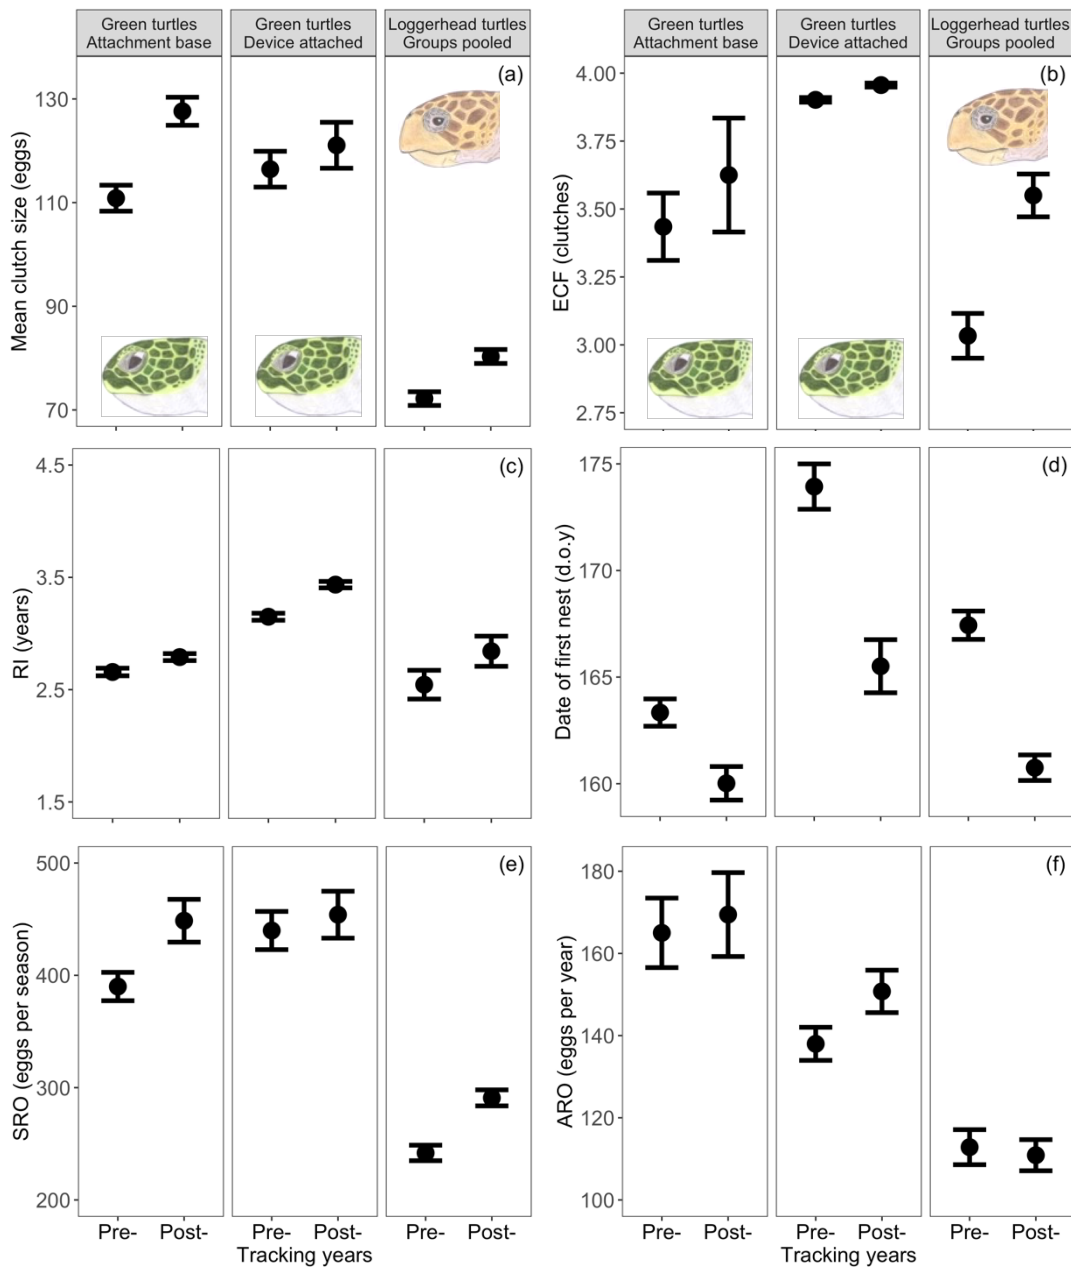 Green turtles
Attachment base
Green turtles
Device attached
Loggerhead turtles
Groups pooled
(a)
Mean clutch size (eggs)
130
110
90
70
Green turtles
Attachment base
Green turtles
Device attached
Loggerhead turtles
Groups pooled
(b)
ECF (clutches)
4.00
3.75
3.50
3.25
3.00
2.75
(c)
RI (years)
4.5
3.5
2.5
1.5
(d)
Date of first nest (d.o.y)
175
170
165
160
(e)
SRO (eggs per season)
500
400
300
200
Pre- Post- Pre- Post- Pre- Post-
Tracking years
(f)
ARO (eggs per year)
180
160
140
120
100
Pre- Post- Pre- Post- Pre- Post-
Tracking years